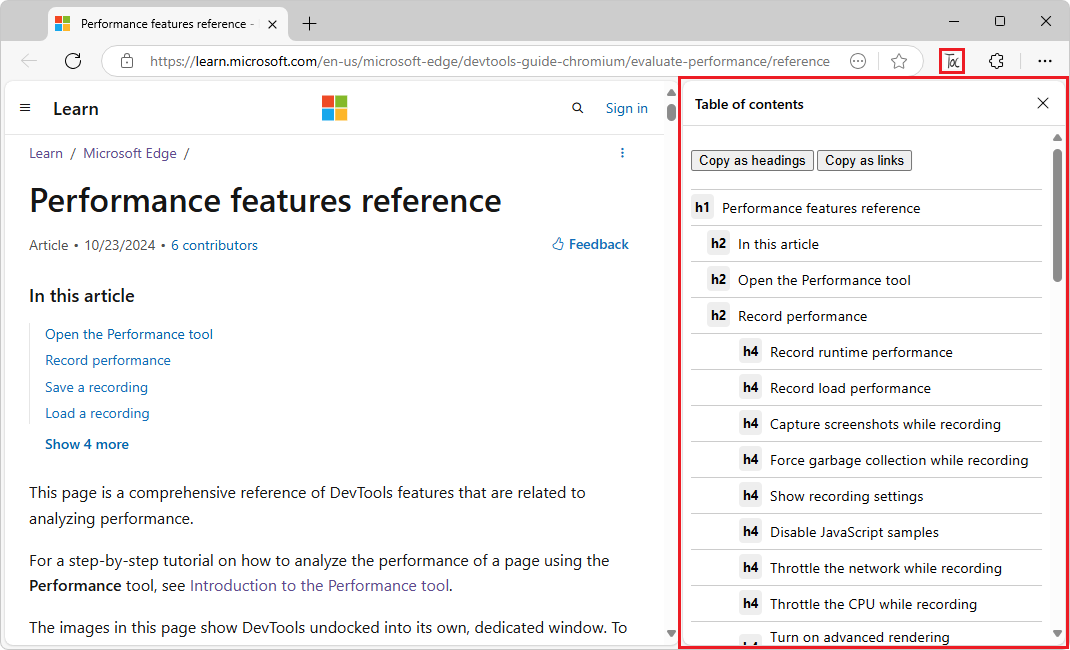 Performance features reference -
https://learn.microsoft.com/en-us/microsoft-edge/devtools-guide-chromium/evaluate-performance/reference
Learn
Sign in
Learn / Microsoft Edge /
Performance features reference
Article • 10/23/2024 • 6 contributors
Feedback
In this article
Open the Performance tool
Record performance
Save a recording
Load a recording
Show 4 more
This page is a comprehensive reference of DevTools features that are related to
analyzing performance.
For a step-by-step tutorial on how to analyze the performance of a page using the
Performance tool, see Introduction to the Performance tool.
The images in this page show DevTools undocked into its own, dedicated window. To
Table of contents
Copy as headings Copy as links
h1 Performance features reference
h2 In this article
h2 Open the Performance tool
h2 Record performance
h4 Record runtime performance
h4 Record load performance
h4 Capture screenshots while recording
h4 Force garbage collection while recording
h4 Show recording settings
h4 Disable JavaScript samples
h4 Throttle the network while recording
h4 Throttle the CPU while recording
h4 Turn on advanced rendering